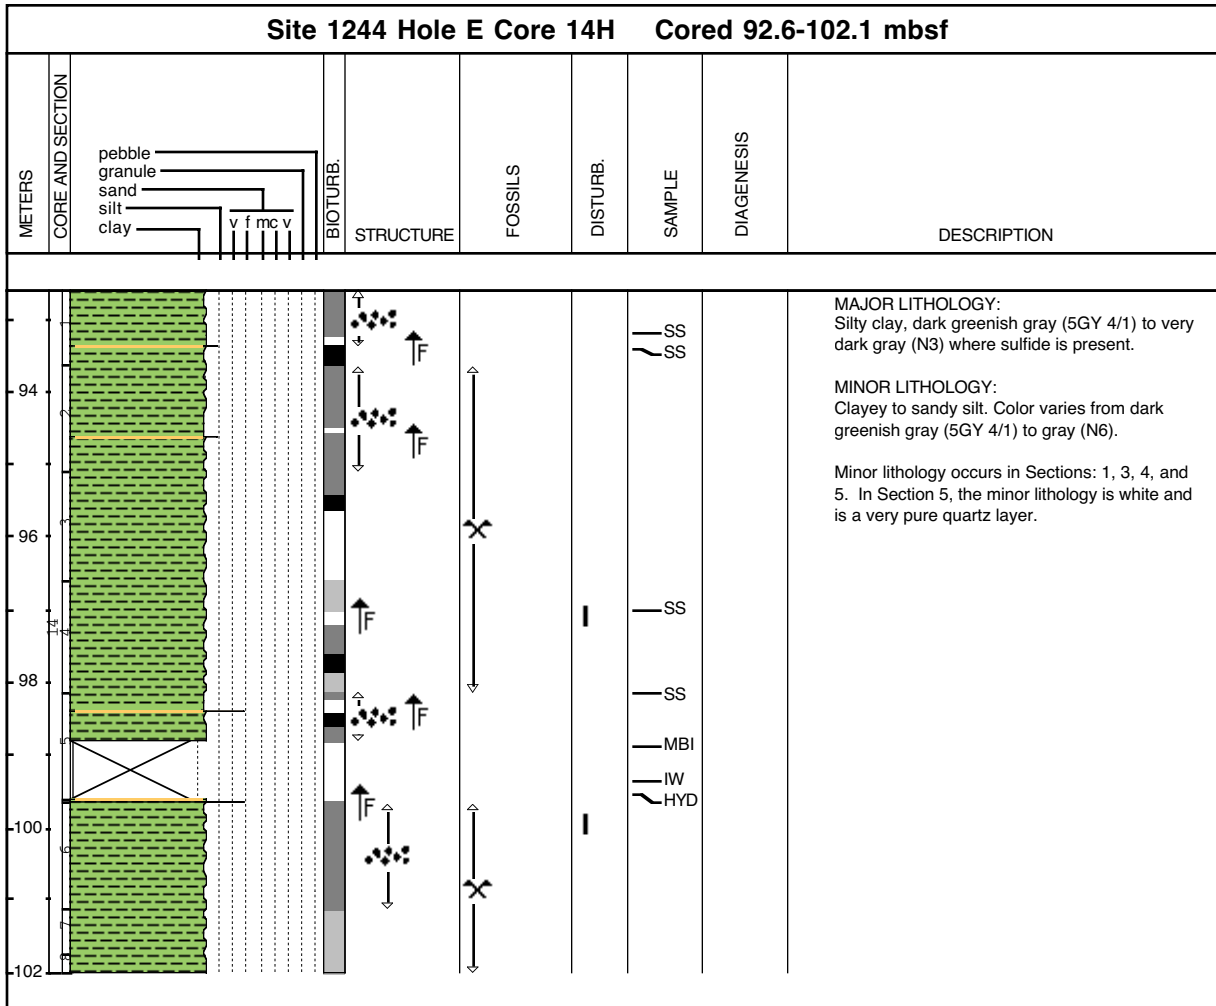 Site 1244 Hole E Core 14H Cored 92.6-102.1 mbsf
METERS
CORE AND SECTION
pebble
granule
sand
silt
clay
v f mc v
BIOTURB.
STRUCTURE
FOSSILS
DISTURB.
SAMPLE
DIAGENESIS
DESCRIPTION
94
96
98
100
102
14
1
2
3
4
5
6
7
8
F
F
F
F
F
SS
SS
SS
SS
MBI
IW
HYD
MAJOR LITHOLOGY:
Silty clay, dark greenish gray (5GY 4/1) to very
dark gray (N3) where sulfide is present.
MINOR LITHOLOGY:
Clayey to sandy silt. Color varies from dark
greenish gray (5GY 4/1) to gray (N6).
Minor lithology occurs in Sections: 1, 3, 4, and
5. In Section 5, the minor lithology is white and
is a very pure quartz layer.